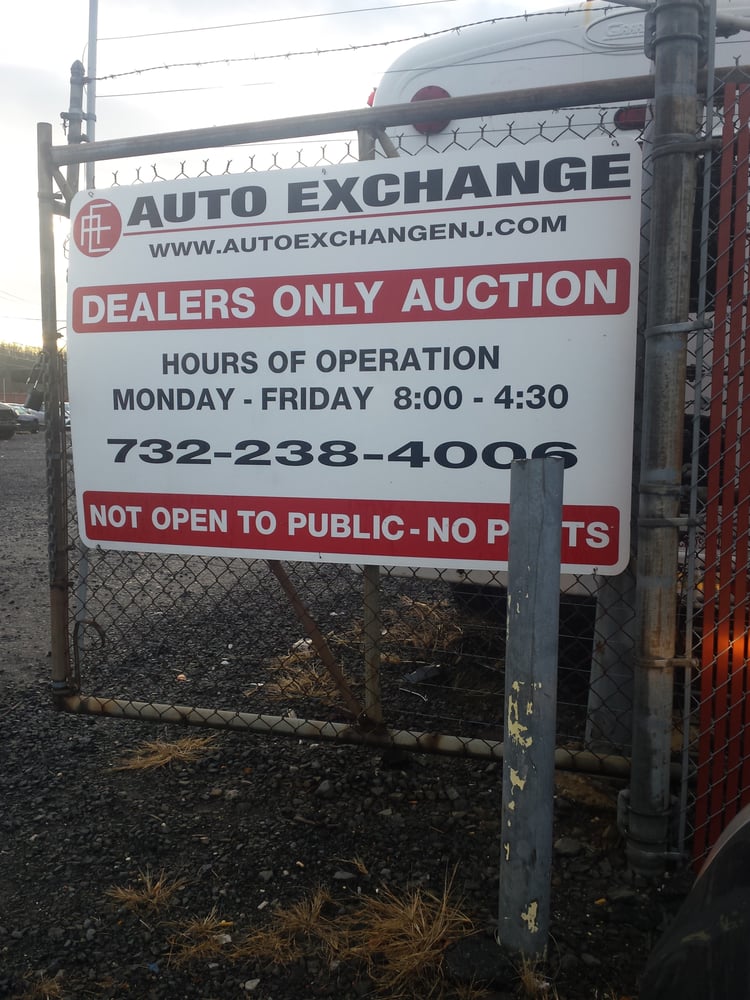 AUTO EXCHANGE
WWW.AUTOEXCHANGENJ.COM
DEALERS ONLY AUCTION
HOURS OF OPERATION
MONDAY - FRIDAY 8:00 - 4:30
732-238-4006
NOT OPEN TO PUBLIC - NO P TS